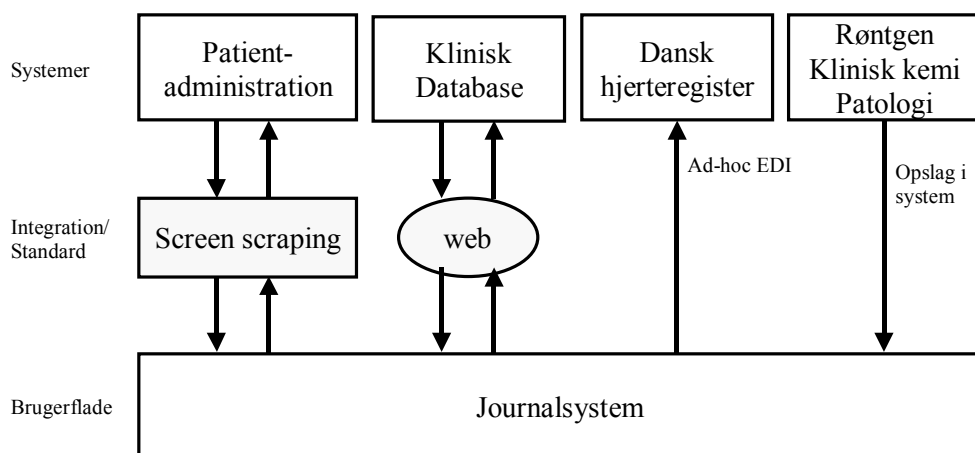 Systemer
Patient-
administration
Klinisk
Database
Dansk
hjerteregister
Røntgen
Klinisk kemi
Patologi
Ad-hoc EDI
Opslag i
system
Integration/
Standard
Screen scraping
web
Brugerflade
Journalsystem